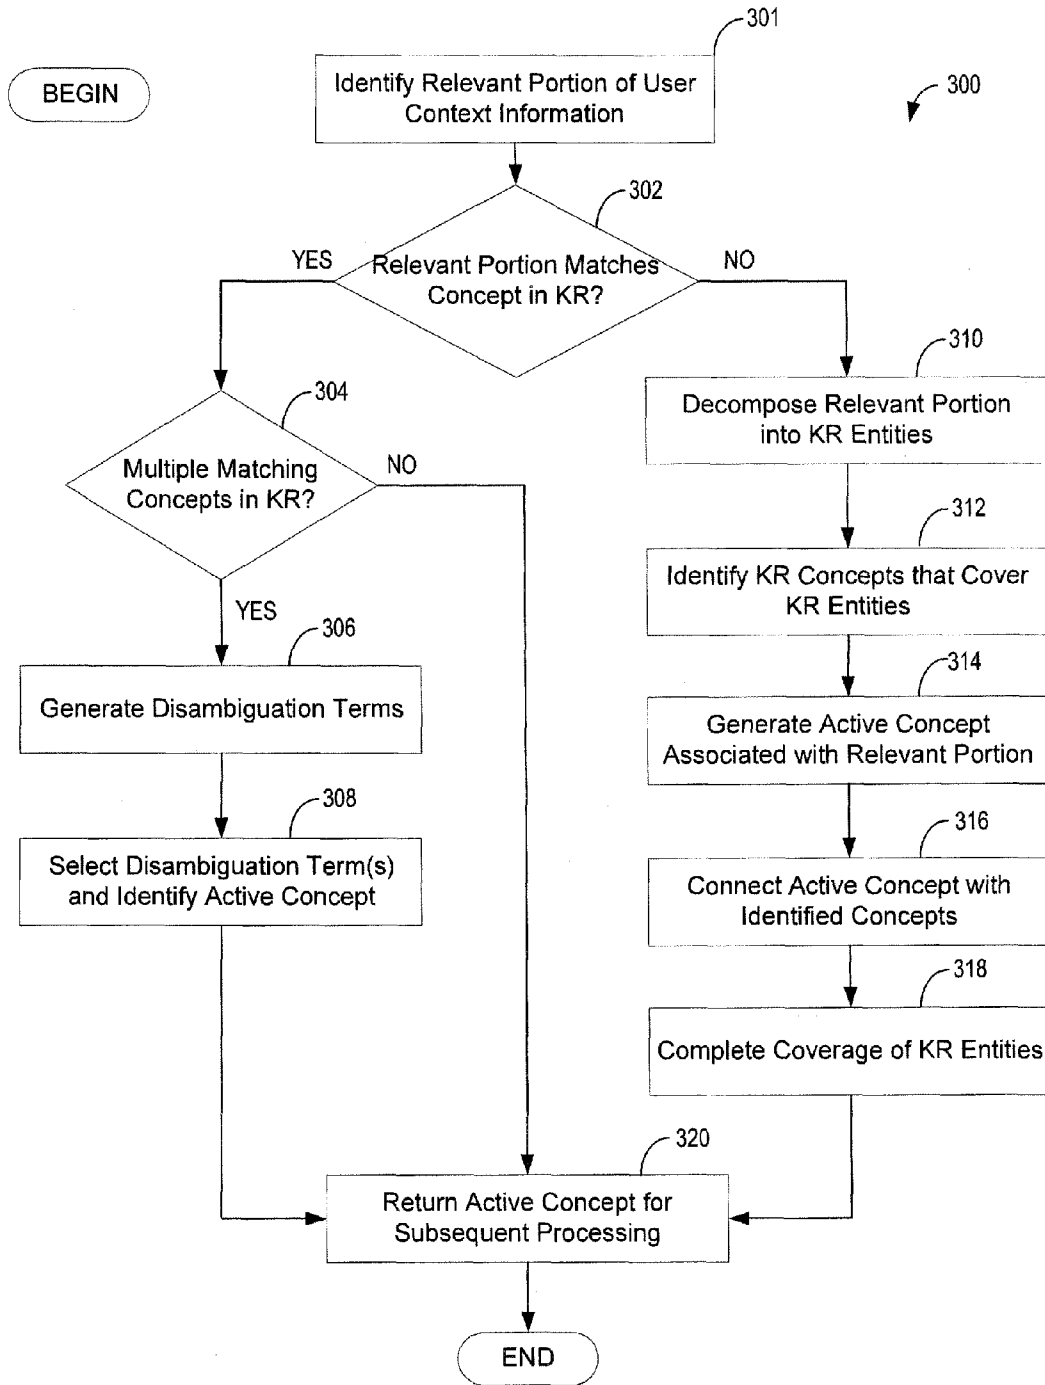 301
BEGIN
Identify Relevant Portion of User
Context Information
300
302
YES
Relevant Portion Matches
Concept in KR?
NO
310
304
Decompose Relevant Portion
into KR Entities
Multiple Matching
Concepts in KR?
NO
312
Identify KR Concepts that Cover
KR Entities
YES
306
314
Generate Disambiguation Terms
Generate Active Concept
Associated with Relevant Portion
308
316
Select Disambiguation Term(s)
and Identify Active Concept
Connect Active Concept with
Identified Concepts
318
Complete Coverage of KR Entities
320
Return Active Concept for
Subsequent Processing
END